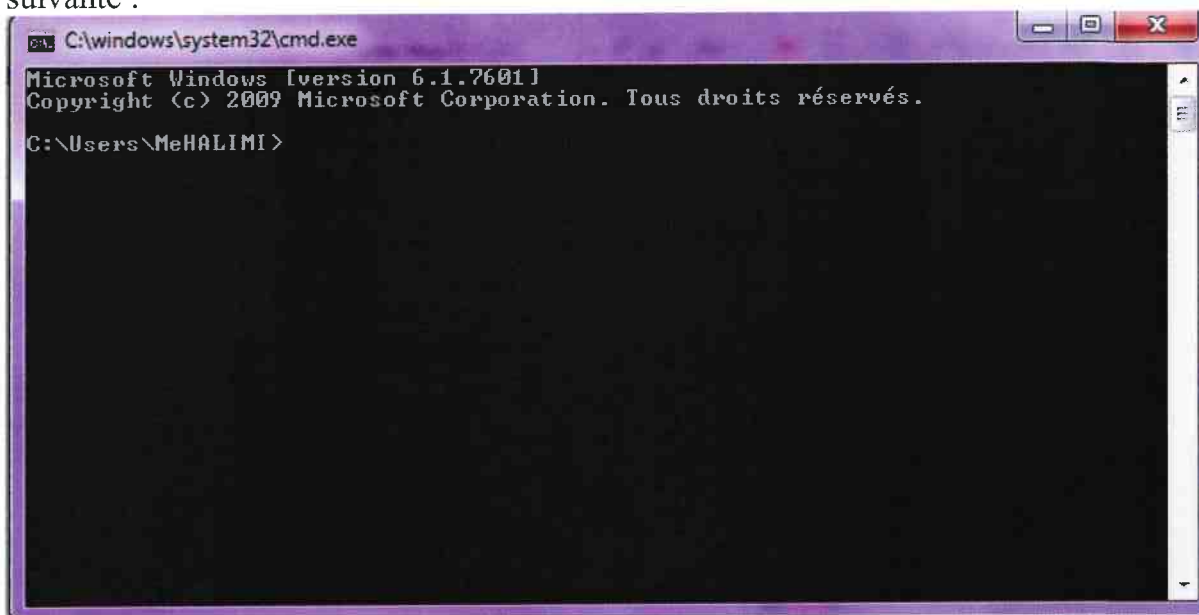 suivante :
C:\windows\system32\cmd.exe
Microsoft Windows [version 6.1.7601]
Copyright (c) 2009 Microsoft Corporation. Tous droits réservés.
C:\Users\MeHALIMI>